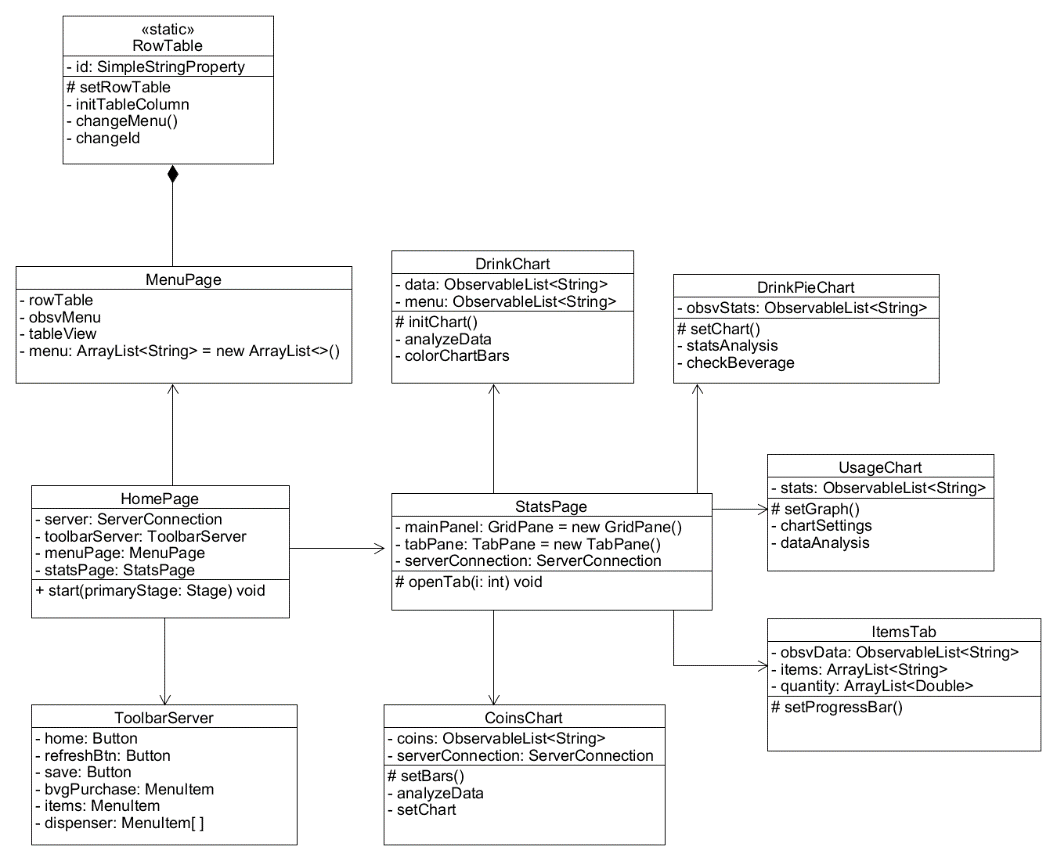 «static»
RowTable
- id: SimpleStringProperty
# setRowTable
- initTableColumn
- changeMenu()
- changeId
MenuPage
- rowTable
- obsvMenu
- tableView
- menu: ArrayList<String> = new ArrayList<>()
DrinkChart
- data: ObservableList<String>
- menu: ObservableList<String>
# initChart()
- analyzeData
- colorChartBars
DrinkPieChart
- obsvStats: ObservableList<String>
# setChart()
- statsAnalysis
- checkBeverage
HomePage
- server: ServerConnection
- toolbarServer: ToolbarServer
- menuPage: MenuPage
- statsPage: StatsPage
+ start(primaryStage: Stage) void
StatsPage
- mainPanel: GridPane = new GridPane()
- tabPane: TabPane = new TabPane()
- serverConnection: ServerConnection
# openTab(i: int) void
UsageChart
- stats: ObservableList<String>
# setGraph()
- chartSettings
- dataAnalysis
ItemsTab
- obsvData: ObservableList<String>
- items: ArrayList<String>
- quantity: ArrayList<Double>
# setProgressBar()
ToolbarServer
- home: Button
- refreshBtn: Button
- save: Button
- bvgPurchase: MenuItem
- items: MenuItem
- dispenser: MenuItem[ ]
CoinsChart
- coins: ObservableList<String>
- serverConnection: ServerConnection
# setBars()
- analyzeData
- setChart